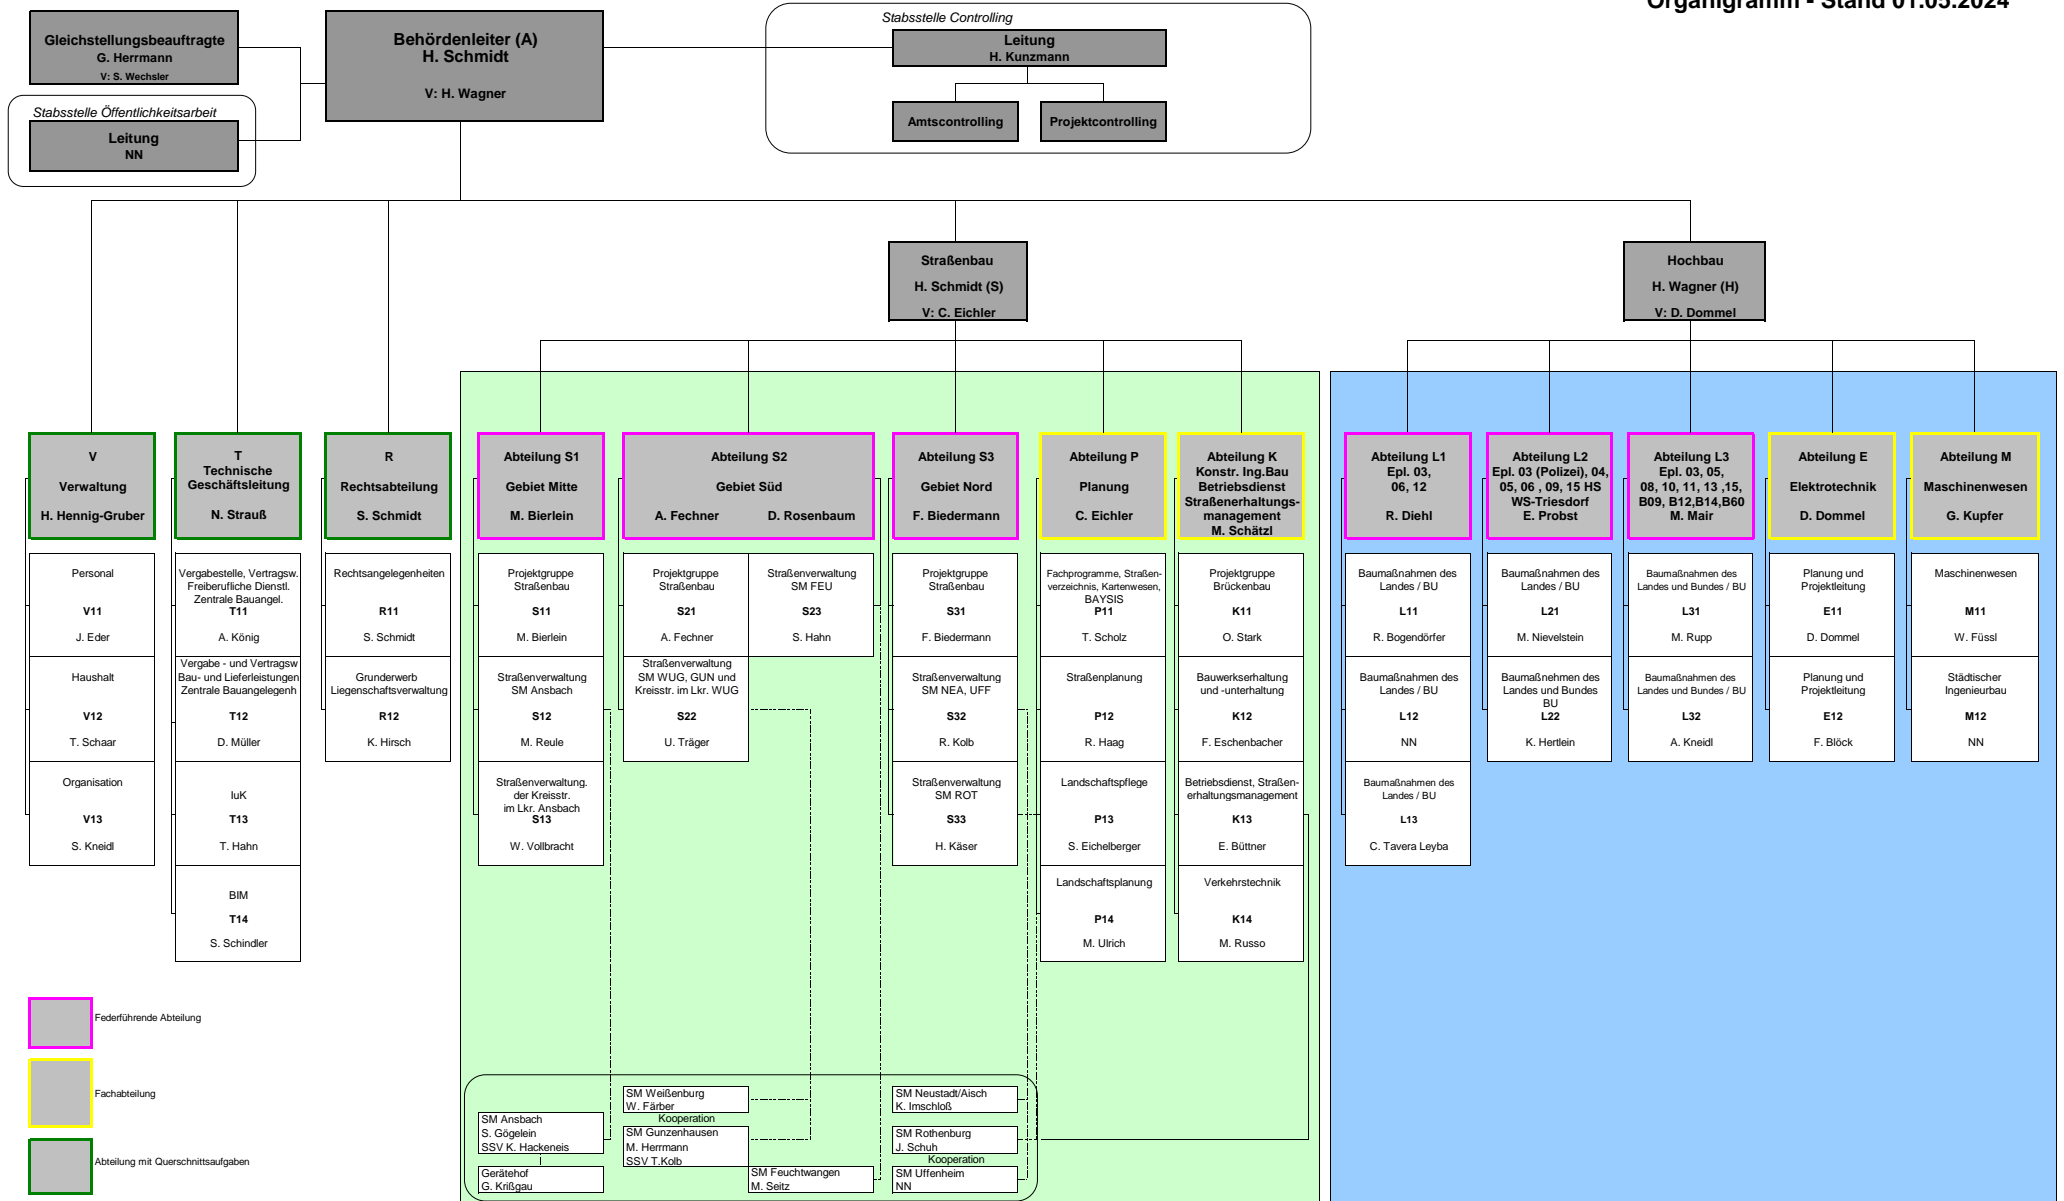 Organigramm - Stand 01.05.2024
Gleichstellungsbeauftragte
G. Herrmann
V: S. Wechsler
Behördenleiter (A)
H. Schmidt
V: H. Wagner
Stabsstelle Controlling
Leitung
H. Kunzmann
Amtscontrolling
Projektcontrolling
Stabsstelle Öffentlichkeitsarbeit
Leitung
NN
Straßenbau
H. Schmidt (S)
V: C. Eichler
Hochbau
H. Wagner (H)
V: D. Dommel
V
Verwaltung
H. Hennig-Gruber
Personal
V11
J. Eder
Haushalt
V12
T. Schaar
Organisation
V13
S. Kneidl
T
Technische
Geschäftsleitung
N. Strauß
Vergabestelle, Vertragsw.
Freiberufliche Dienstl.
Zentrale Bauangel.
T11
A. König
Vergabe - und Vertragsw
Bau- und Lieferleistungen
Zentrale Bauangelegenh
T12
D. Müller
IuK
T13
T. Hahn
BIM
T14
S. Schindler
R
Rechtsabteilung
S. Schmidt
Rechtsangelegenheiten
R11
S. Schmidt
Grunderwerb
Liegenschaftsverwaltung
R12
K. Hirsch
Abteilung S1
Gebiet Mitte
M. Bierlein
Projektgruppe
Straßenbau
S11
M. Bierlein
Straßenverwaltung
SM Ansbach
S12
M. Reule
Straßenverwaltung.
der Kreisstr.
im Lkr. Ansbach
S13
W. Vollbracht
Abteilung S2
Gebiet Süd
A. Fechner D. Rosenbaum
Projektgruppe
Straßenbau
S21
A. Fechner
Straßenverwaltung
SM FEU
S23
S. Hahn
Straßenverwaltung
SM WUG, GUN und
Kreisstr. im Lkr. WUG
S22
U. Träger
Abteilung S3
Gebiet Nord
F. Biedermann
Projektgruppe
Straßenbau
S31
F. Biedermann
Straßenverwaltung
SM NEA, UFF
S32
R. Kolb
Straßenverwaltung
SM ROT
S33
H. Käser
Abteilung P
Planung
C. Eichler
Fachprogramme, Straßen-
verzeichnis, Kartenwesen,
BAYSIS
P11
T. Scholz
Straßenplanung
P12
R. Haag
Landschaftspflege
P13
S. Eichelberger
Landschaftsplanung
P14
M. Ulrich
Abteilung K
Konstr. Ing.Bau
Betriebsdienst
Straßenerhaltungs-
management
M. Schätzl
Projektgruppe
Brückenbau
K11
O. Stark
Bauwerkserhaltung
und -unterhaltung
K12
F. Eschenbacher
Betriebsdienst, Straßen-
erhaltungsmanagement
K13
E. Büttner
Verkehrstechnik
K14
M. Russo
Abteilung L1
Epl. 03,
06, 12
R. Diehl
Baumaßnahmen des
Landes / BU
L11
R. Bogendörfer
Baumaßnahmen des
Landes / BU
L12
NN
Baumaßnahmen des
Landes / BU
L13
C. Tavera Leyba
Abteilung L2
Epl. 03 (Polizei), 04,
05, 06 , 09, 15 HS
WS-Triesdorf
E. Probst
Baumaßnahmen des
Landes / BU
L21
M. Nievelstein
Baumaßnehmen des
Landes und Bundes
BU
L22
K. Hertlein
Abteilung L3
Epl. 03, 05,
08, 10, 11, 13 ,15,
B09, B12,B14,B60
M. Mair
Baumaßnahmen des
Landes und Bundes / BU
L31
M. Rupp
Baumaßnahmen des
Landes und Bundes / BU
L32
A. Kneidl
Abteilung E
Elektrotechnik
D. Dommel
Planung und
Projektleitung
E11
D. Dommel
Planung und
Projektleitung
E12
F. Blöck
Abteilung M
Maschinenwesen
G. Kupfer
Maschinenwesen
M11
W. Füssl
Städtischer
Ingenieurbau
M12
NN
Federführende Abteilung
Fachabteilung
Abteilung mit Querschnittsaufgaben
SM Ansbach
S. Gögelein
SSV K. Hackeneis
Gerätehof
G. Krißgau
SM Weißenburg
W. Färber
Kooperation
SM Gunzenhausen
M. Herrmann
SSV T.Kolb
SM Feuchtwangen
M. Seitz
SM Neustadt/Aisch
K. Imschloß
SM Rothenburg
J. Schuh
Kooperation
SM Uffenheim
NN